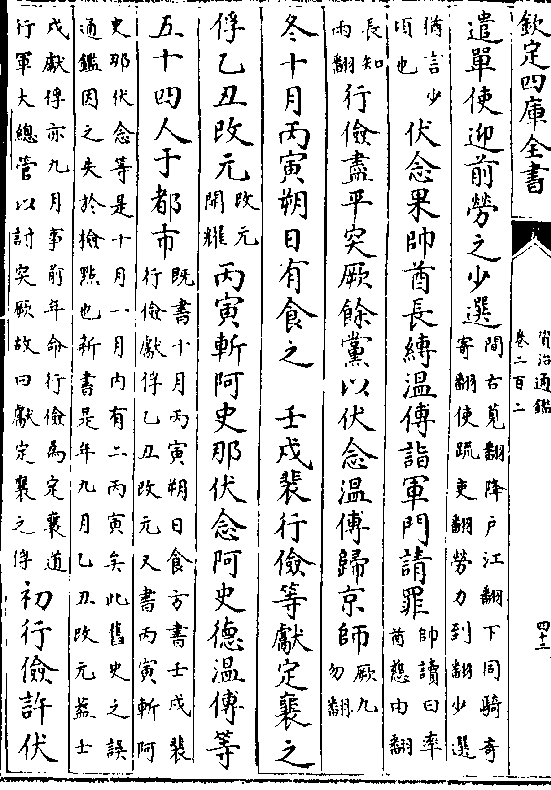 欽定四庫全書
資治通鑑
卷二百二
四十三
遣單使迎前勞之少選間古莧翻降户江翻下同騎奇
寄翻使疏吏翻勞力到翻少選
猶言少
頃也伏念果帥酋長縛温傳詣軍門請罪帥讀曰率
酋慈由翻
長知
兩翻行儉盡平突厥餘黨以伏念温傅歸京師厥九
勿翻
冬十月丙寅朔日有食之 壬戌裴行儉等獻定襄之
俘乙丑改元改元
開耀丙寅斬阿史那伏念阿史德温傅等
五十四人于都市既書十月丙寅朔日食方書壬戌裴
行儉獻俘乙丑改元又書丙寅斬阿
史那伏念等是十月一月内有二丙寅矣此舊史之誤
通鑑因之失於檢點也新書是年九月乙丑改元葢壬
戌獻俘亦九月事前年命行儉為定襄道
行軍大總管以討突厥故曰獻定襄之俘初行儉許伏